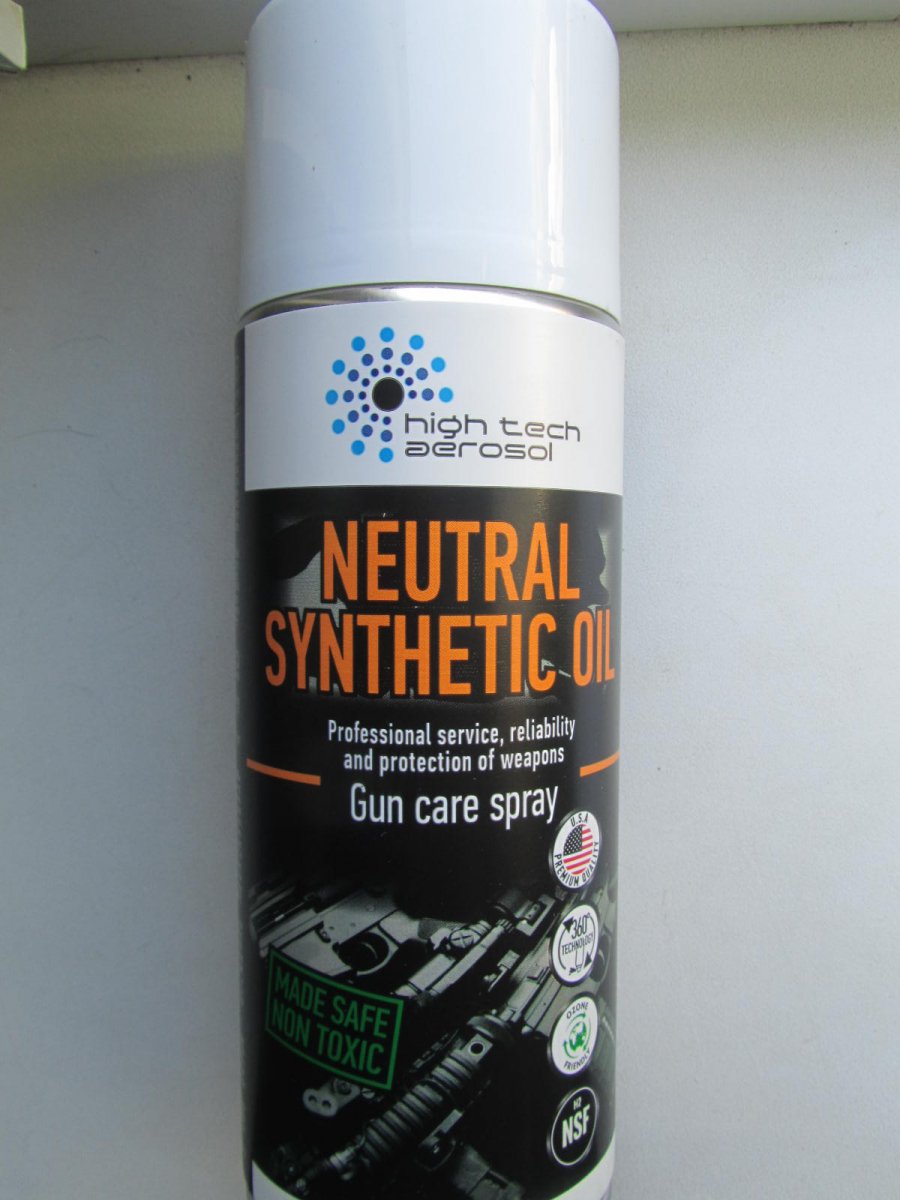 high tech
aerosol
NEUTRAL
SYNTHETIC OIL
Professional service, reliability
and protection of weapons
Gun care spray
U.S.A
PREMIUM QUALITY
360°
TECHNOLOGY
MADE SAFE
NON TOXIC
OZONE
FRIENDLY
H2
NSF